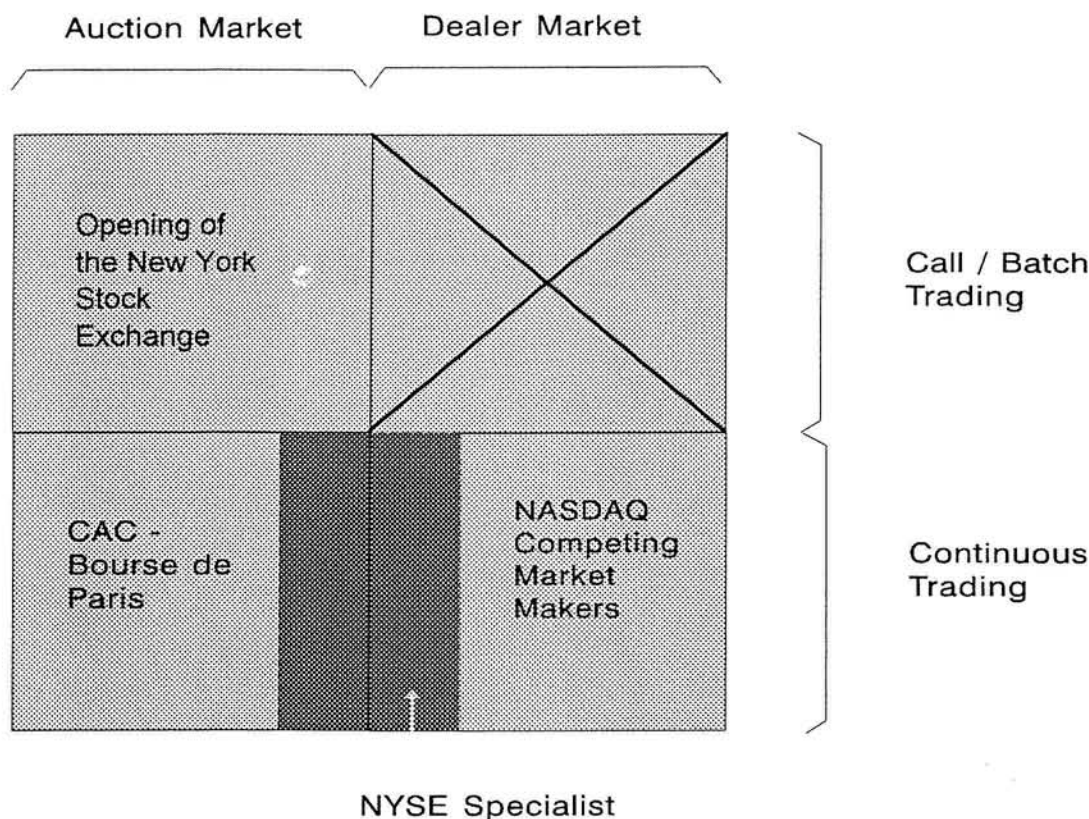 Auction Market
Dealer Market
Opening of
the New York
Stock
Exchange
Call / Batch
Trading
CAC -
Bourse de
Paris
NASDAQ
Competing
Market
Makers
Continuous
Trading
NYSE Specialist